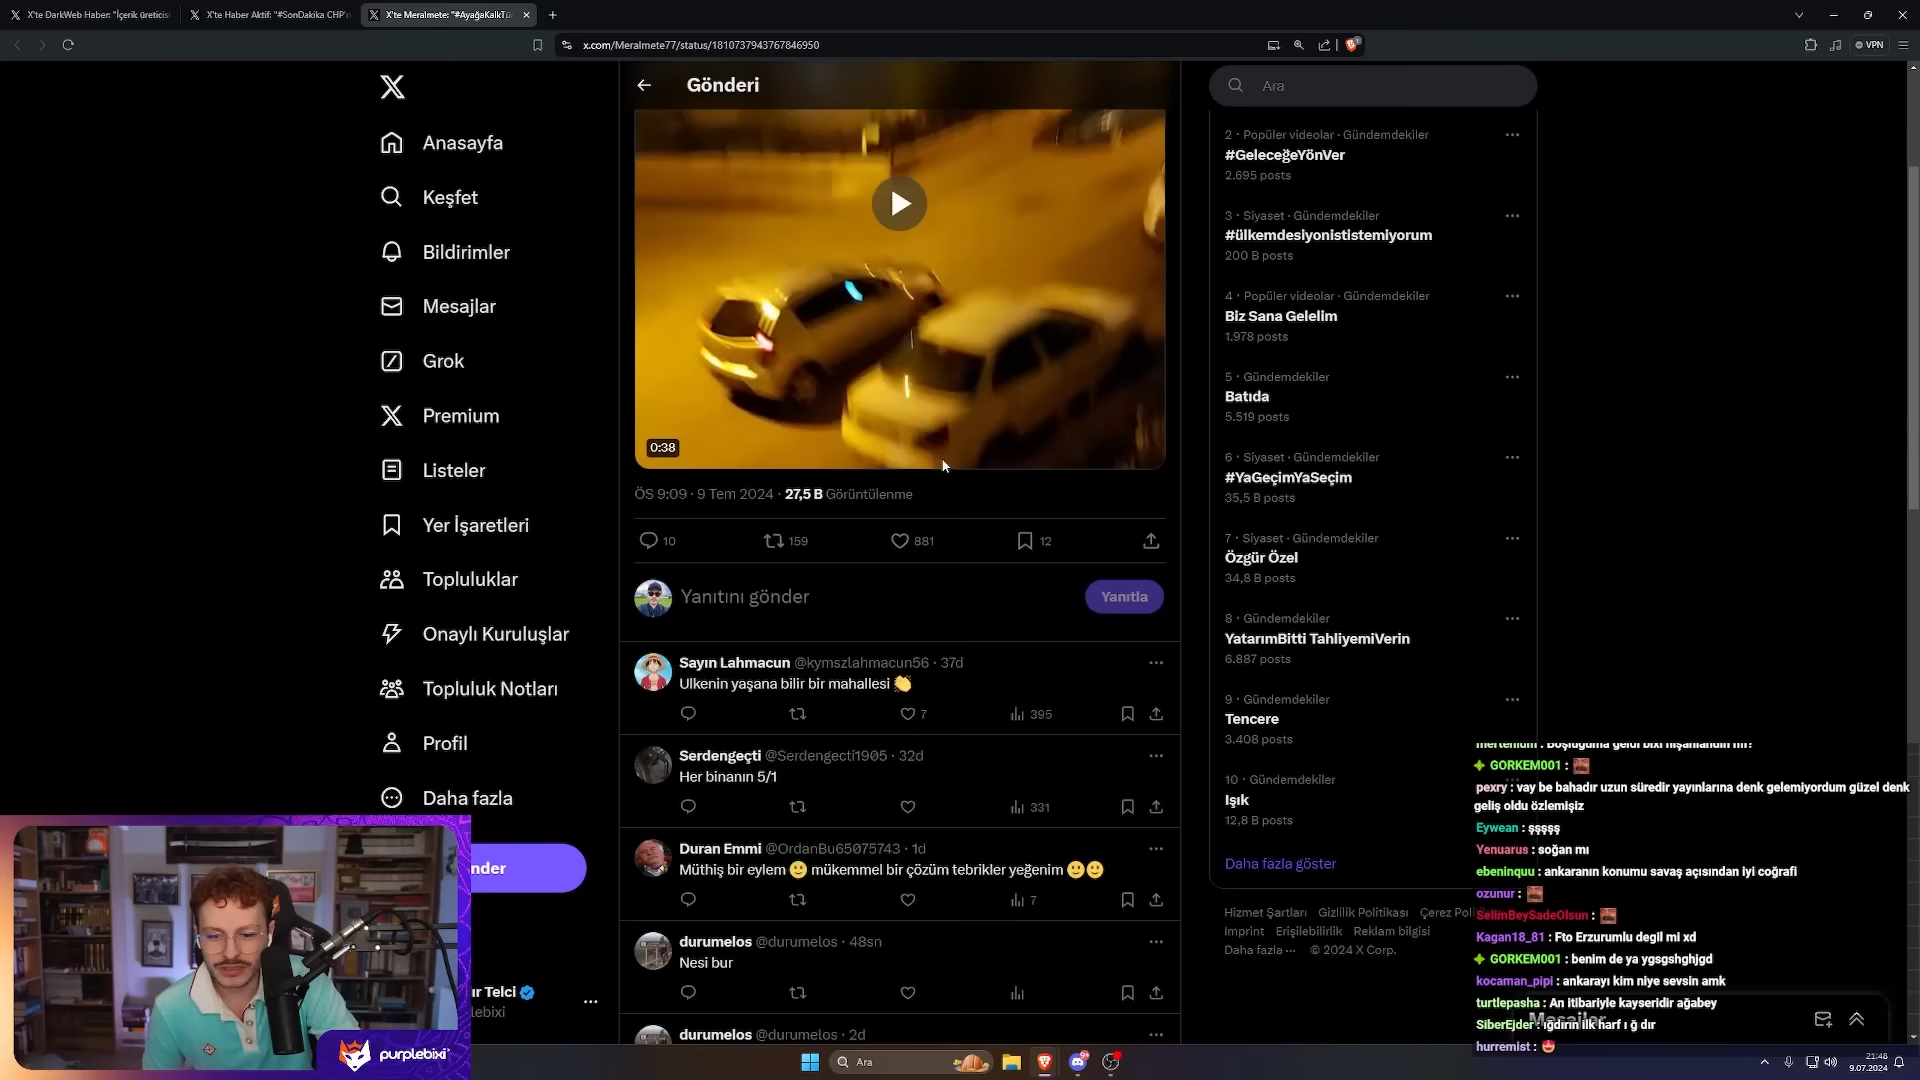 X'te DarkWeb Haber: "İçerik üreticisi
X'te Haber Aktif: "#SonDakika CHP'n
X'te Meralmete: "#AyağaKalkTü
x.com/Meralmete77/status/1810737943767846950
VPN
Anasayfa
Keşfet
Bildirimler
Mesajlar
Grok
Premium
Listeler
Yer İşaretleri
Topluluklar
Onaylı Kuruluşlar
Topluluk Notları
Profil
Daha fazla
nder
ır Telci
lebixi
purplebixi
Gönderi
0:38
ÖS 9:09 · 9 Tem 2024 · 27,5 B Görüntülenme
10
159
881
12
Yanıtını gönder
Yanıtla
Sayın Lahmacun @kymszlahmacun56 · 37d
Ulkenin yaşana bilir bir mahallesi 👏
7
395
Serdengeçti @Serdengecti1905 · 32d
Her binanın 5/1
331
Duran Emmi @OrdanBu65075743 · 1d
Müthiş bir eylem 🙂 mükemmel bir çözüm tebrikler yeğenim 🙂🙂
7
durumelos @durumelos · 48sn
Nesi bur
durumelos @durumelos · 2d
Ara
2 · Popüler videolar · Gündemdekiler
#GeleceğeYönVer
2.695 posts
3 · Siyaset · Gündemdekiler
#ülkemdesiyonististemiyorum
200 B posts
4 · Popüler videolar · Gündemdekiler
Biz Sana Gelelim
1.978 posts
5 · Gündemdekiler
Batıda
5.519 posts
6 · Siyaset · Gündemdekiler
#YaGeçimYaSeçim
35,5 B posts
7 · Siyaset · Gündemdekiler
Özgür Özel
34,8 B posts
8 · Gündemdekiler
YatarımBitti TahliyemiVerin
6.887 posts
9 · Gündemdekiler
Tencere
3.408 posts
10 · Gündemdekiler
Işık
12,8 B posts
Daha fazla göster
Hizmet Şartları Gizlilik Politikası Çerez Poli
Imprint Erişilebilirlik Reklam bilgisi
Daha fazla ··· © 2024 X Corp.
Mesajlar
GORKEM001 :
pexry : vay be bahadır uzun süredir yayınlarına denk gelemiyordum güzel denk
geliş oldu özlemişiz
Eywean : şşşşş
Yenuarus : soğan mı
ebeninquu : ankaranın konumu savaş açısından iyi coğrafi
ozunur :
SelimBeySadeOlsun :
Kagan18_81 : Fto Erzurumlu degil mi xd
GORKEM001 : benim de ya ygsgshghjgd
kocaman_pipi : ankarayı kim niye sevsin amk
turtlepasha : An itibariyle kayseridir ağabey
SiberEjder : ığdırın ilk harf ı ğ dır
hurremist : 😍
Ara
21:48
9.07.2024